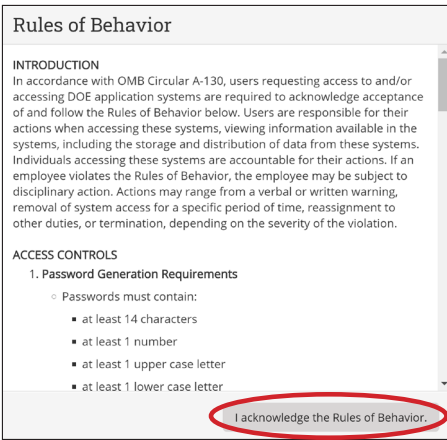 Rules of Behavior
INTRODUCTION
In accordance with OMB Circular A-130, users requesting access to and/or
accessing DOE application systems are required to acknowledge acceptance
of and follow the Rules of Behavior below. Users are responsible for their
actions when accessing these systems, viewing information available in the
systems, including the storage and distribution of data from these systems.
Individuals accessing these systems are accountable for their actions. If an
employee violates the Rules of Behavior, the employee may be subject to
disciplinary action. Actions may range from a verbal or written warning,
removal of system access for a specific period of time, reassignment to
other duties, or termination, depending on the severity of the violation.
ACCESS CONTROLS
1. Password Generation Requirements
○ Passwords must contain:
▪ at least 14 characters
▪ at least 1 number
▪ at least 1 upper case letter
▪ at least 1 lower case letter
I acknowledge the Rules of Behavior.